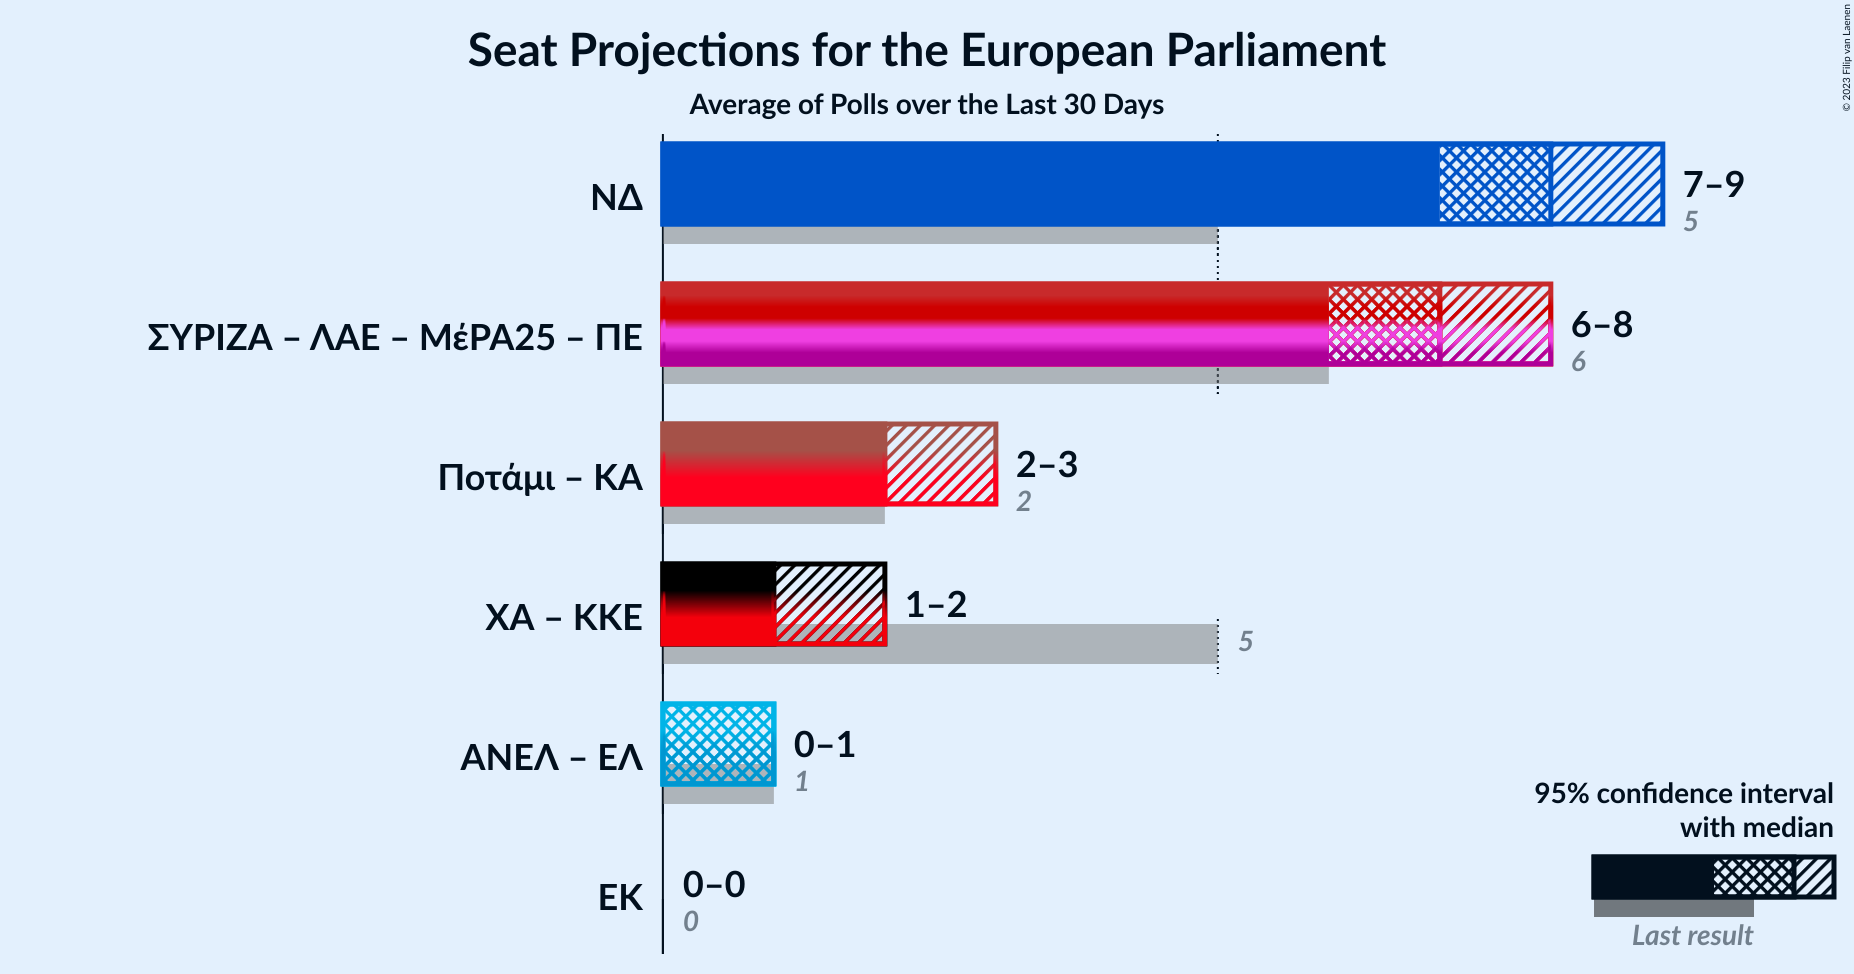 Seat Projections for the European Parliament
Average of Polls over the Last 30 Days
© 2023 Filip van Laenen
ΝΔ
7–9
5
ΣΥΡΙΖΑ – ΛΑΕ – ΜέΡΑ25 – ΠΕ
6–8
6
Ποτάμι – ΚΑ
2–3
2
ΧΑ – ΚΚΕ
1–2
5
ΑΝΕΛ – ΕΛ
0–1
1
ΕΚ
0–0
0
95% confidence interval
with median
Last result